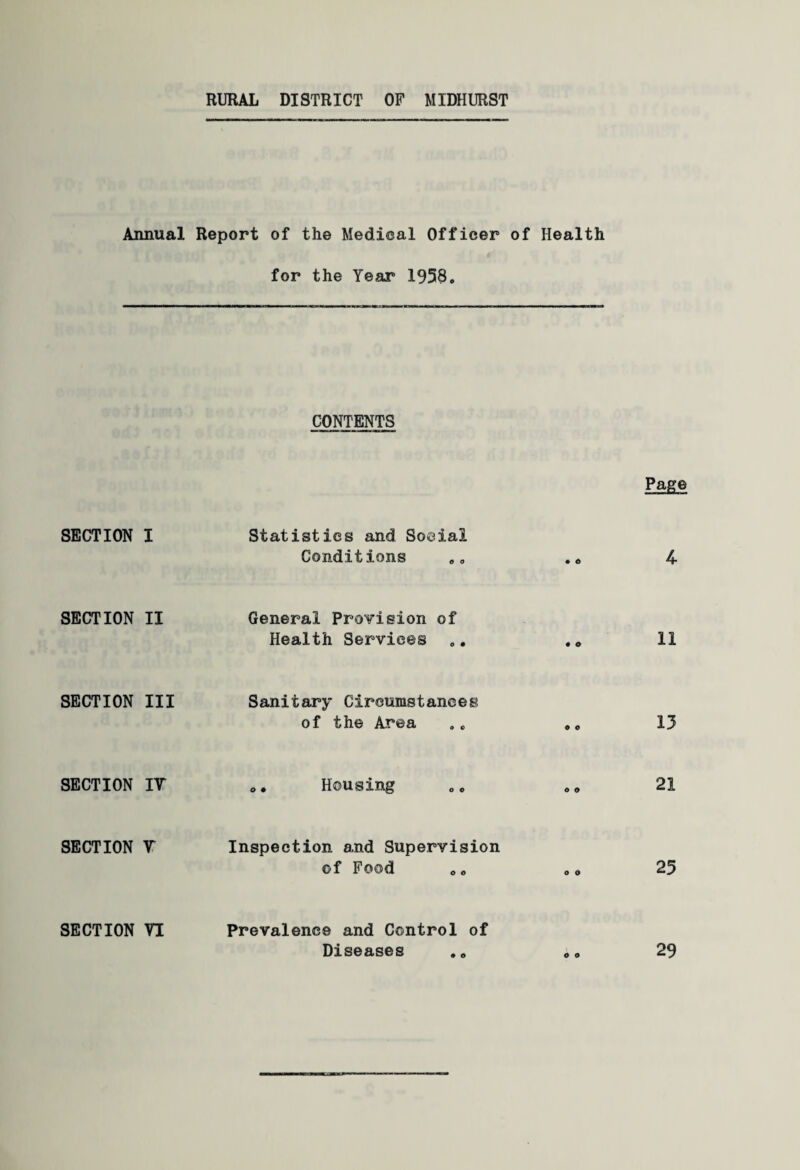 RURAL DISTRICT OF MIDHURST
Annual Report of the Medical Officer of Health
for the Year 1958.
CONTENTS
Page
SECTION I Statistics and Social
Conditions .. .. 4
SECTION II General Provision of
Health Services .. .. 11
SECTION III Sanitary Circumstances
of the Area .. .. 13
SECTION IV .. Housing .. .. 21
SECTION V Inspection and Supervision
of Food .. .. 25
SECTION VI Prevalence and Control of
Diseases .. .. 29